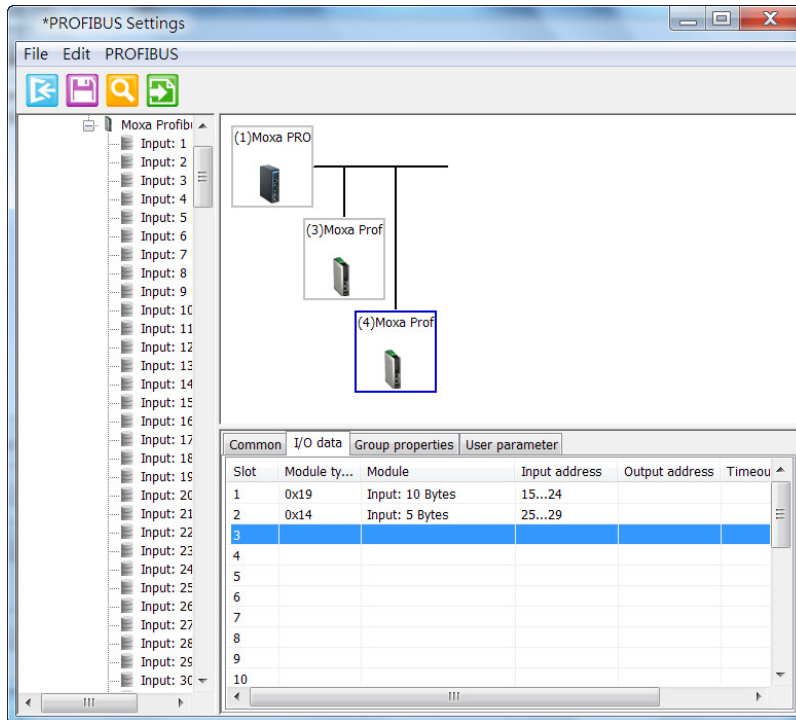 *PROFIBUS Settings
File Edit PROFIBUS
Moxa Profibu
Input: 1
Input: 2
Input: 3
Input: 4
Input: 5
Input: 6
Input: 7
Input: 8
Input: 9
Input: 10
Input: 11
Input: 12
Input: 13
Input: 14
Input: 15
Input: 16
Input: 17
Input: 18
Input: 19
Input: 20
Input: 21
Input: 22
Input: 23
Input: 24
Input: 25
Input: 26
Input: 27
Input: 28
Input: 29
Input: 30
(1)Moxa PRO
(3)Moxa Prof
(4)Moxa Prof
Common I/O data Group properties User parameter
Slot Module ty... Module Input address Output address Timeou
1 0x19 Input: 10 Bytes 15...24
2 0x14 Input: 5 Bytes 25...29
3
4
5
6
7
8
9
10